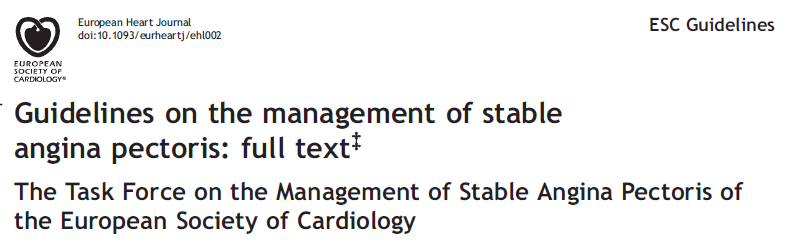 European Heart Journal
doi:10.1093/eurheartj/ehl002
ESC Guidelines
EUROPEAN
SOCIETY OF
CARDIOLOGY®
Guidelines on the management of stable
angina pectoris: full text‡
The Task Force on the Management of Stable Angina Pectoris of
the European Society of Cardiology